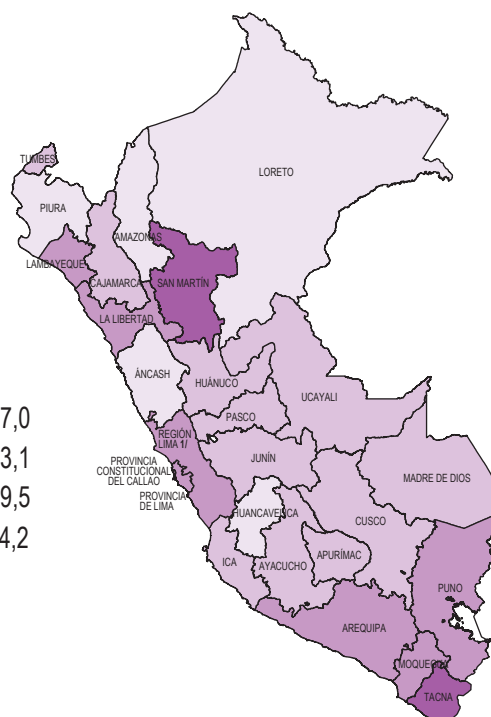 LORETO
TUMBES
PIURA
AMAZONAS
LAMBAYEQUE
CAJAMARCA
SAN MARTÍN
LA LIBERTAD
ÁNCASH
HUÁNUCO
UCAYALI
PASCO
7,0
3,1
9,5
4,2
REGIÓN
LIMA 1/
PROVINCIA
CONSTITUCIONAL
DEL CALLAO
PROVINCIA
DE LIMA
JUNÍN
MADRE DE DIOS
HUANCAVELICA
CUSCO
ICA
AYACUCHO
APURÍMAC
PUNO
AREQUIPA
MOQUEGUA
TACNA